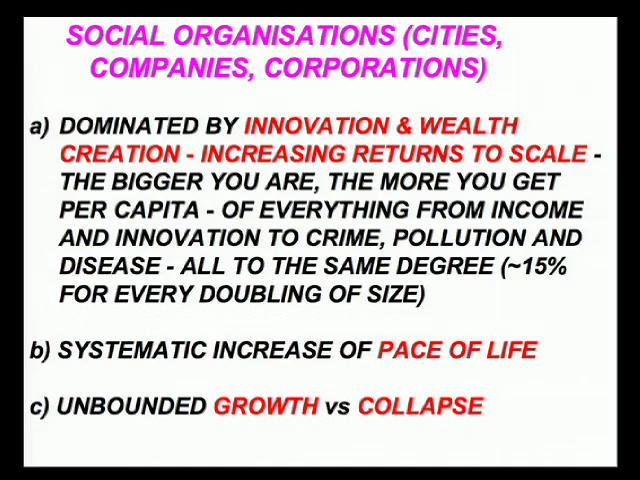 SOCIAL ORGANISATIONS (CITIES,
COMPANIES, CORPORATIONS)
a) DOMINATED BY INNOVATION & WEALTH
CREATION - INCREASING RETURNS TO SCALE -
THE BIGGER YOU ARE, THE MORE YOU GET
PER CAPITA - OF EVERYTHING FROM INCOME
AND INNOVATION TO CRIME, POLLUTION AND
DISEASE - ALL TO THE SAME DEGREE (~15%
FOR EVERY DOUBLING OF SIZE)
b) SYSTEMATIC INCREASE OF PACE OF LIFE
c) UNBOUNDED GROWTH vs COLLAPSE